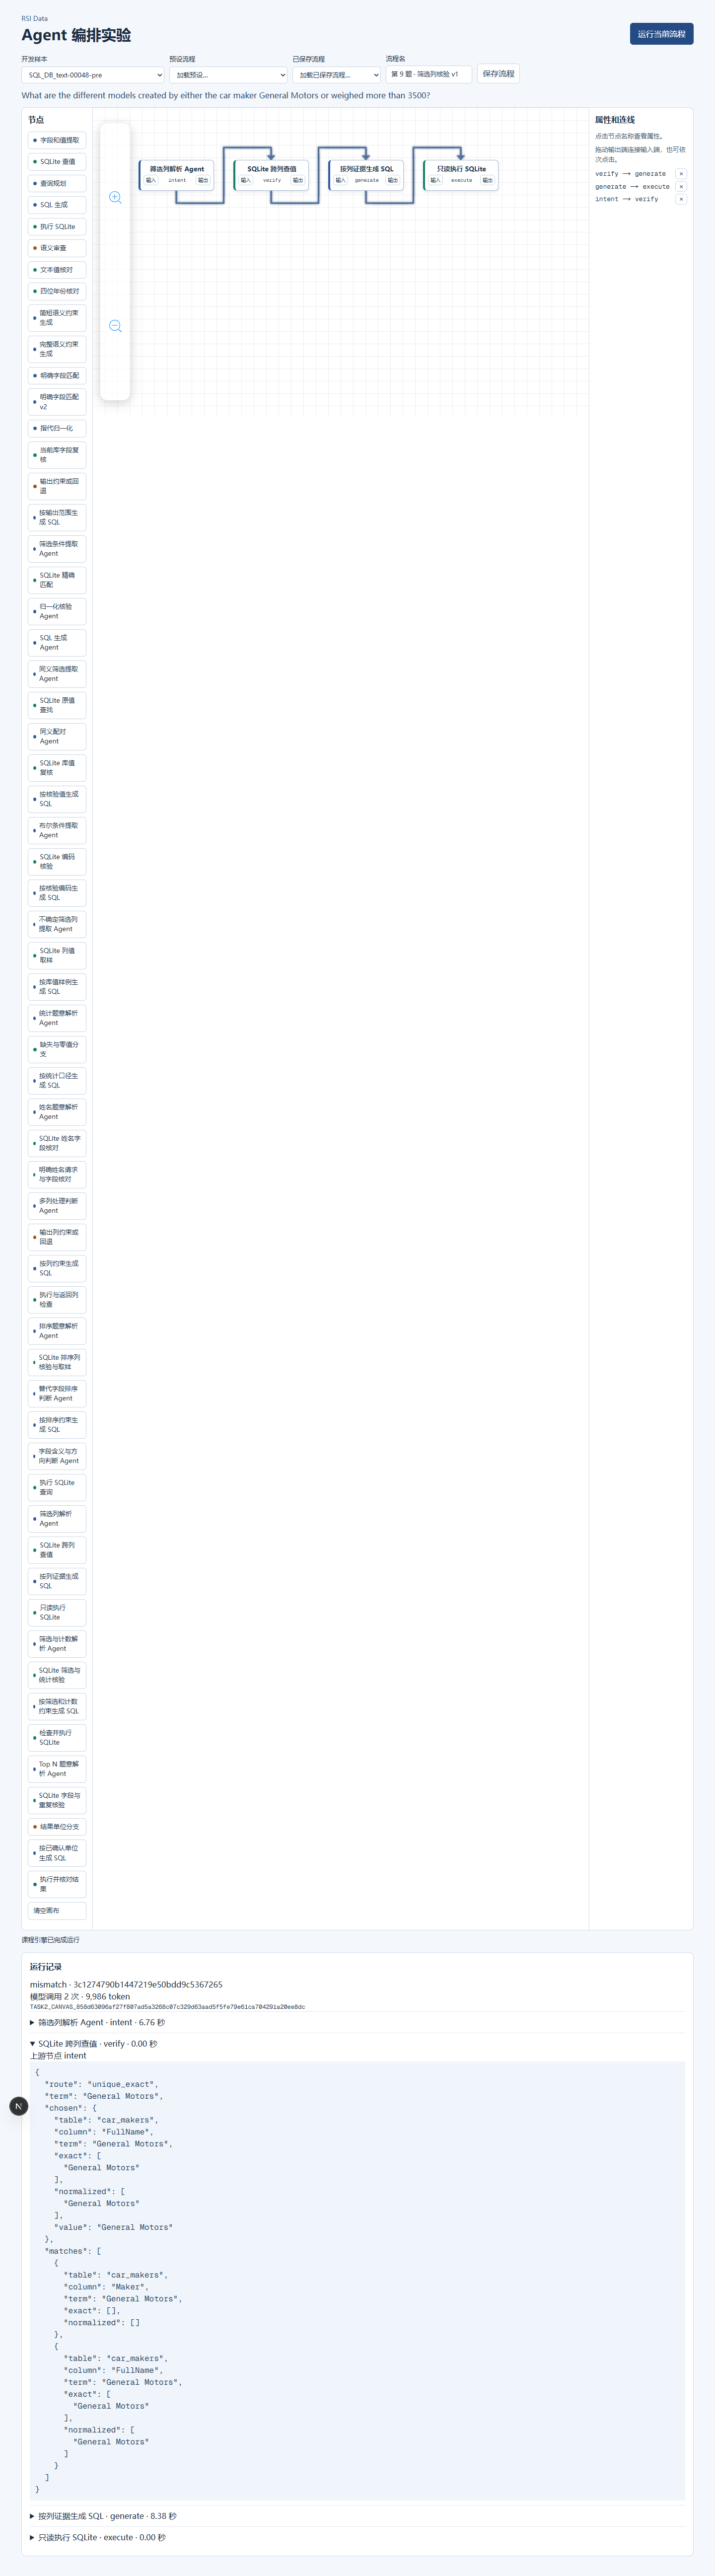 RSI Data
Agent 编排实验
运行当前流程
开发样本
预设流程
已保存流程
流程名
SQL_DB_text-00048-pre
加载预设...
加载已保存流程...
第 9 题 · 筛选列核验 v1
保存流程
What are the different models created by either the car maker General Motors or weighed more than 3500?
节点
字段和值提取
SQLite 查值
查询规划
SQL 生成
执行 SQLite
语义审查
文本值核对
四位年份核对
简短语义约束
生成
完整语义约束
生成
明确字段匹配
明确字段匹配
v2
指代归一化
当前库字段复
核
输出约束或回
退
按输出范围生
成 SQL
筛选条件提取
Agent
SQLite 精确
匹配
归一化核验
Agent
SQL 生成
Agent
同义筛选提取
Agent
SQLite 原值
查找
同义配对
Agent
SQLite 库值
复核
按核验值生成
SQL
布尔条件提取
Agent
SQLite 编码
核验
按核验编码生
成 SQL
不确定筛选列
提取 Agent
SQLite 列值
取样
按库值样例生
成 SQL
统计题意解析
Agent
缺失与零值分
支
按统计口径生
成 SQL
姓名题意解析
Agent
SQLite 姓名字
段核对
明确姓名请求
与字段核对
多列处理判断
Agent
输出列约束或
回退
按列约束生成
SQL
执行与返回列
检查
排序题意解析
Agent
SQLite 排序列
核验与取样
替代字段排序
判断 Agent
按排序约束生
成 SQL
字段含义与方
向判断 Agent
执行 SQLite
查询
筛选列解析
Agent
SQLite 跨列
查值
按列证据生成
SQL
只读执行
SQLite
筛选与计数解
析 Agent
SQLite 筛选与
统计核验
按筛选和计数
约束生成 SQL
检查并执行
SQLite
Top N 题意解
析 Agent
SQLite 字段与
重复核验
结果单位分支
按已确认单位
生成 SQL
执行并核对结
果
清空画布
筛选列解析 Agent
输入 intent 输出
SQLite 跨列查值
输入 verify 输出
按列证据生成 SQL
输入 generate 输出
只读执行 SQLite
输入 execute 输出
属性和连线
点击节点名称查看属性。
拖动输出端连接输入端，也可依
次点击。
verify → generate ×
generate → execute ×
intent → verify ×
课程引擎已完成运行
运行记录
mismatch · 3c1274790b1447219e50bdd9c5367265
模型调用 2 次 · 9,986 token
TASK2_CANVAS_858d63096af27f807ad5a3268c07c329d63aad5f5fe79e61ca704291a20ee8dc
▶ 筛选列解析 Agent · intent · 6.76 秒
▼ SQLite 跨列查值 · verify · 0.00 秒
上游节点 intent
{
"route": "unique_exact",
"term": "General Motors",
"chosen": {
"table": "car_makers",
"column": "FullName",
"term": "General Motors",
"exact": [
"General Motors"
],
"normalized": [
"General Motors"
],
"value": "General Motors"
},
"matches": [
{
"table": "car_makers",
"column": "Maker",
"term": "General Motors",
"exact": [],
"normalized": []
},
{
"table": "car_makers",
"column": "FullName",
"term": "General Motors",
"exact": [
"General Motors"
],
"normalized": [
"General Motors"
]
}
]
}
▶ 按列证据生成 SQL · generate · 8.38 秒
▶ 只读执行 SQLite · execute · 0.00 秒
N